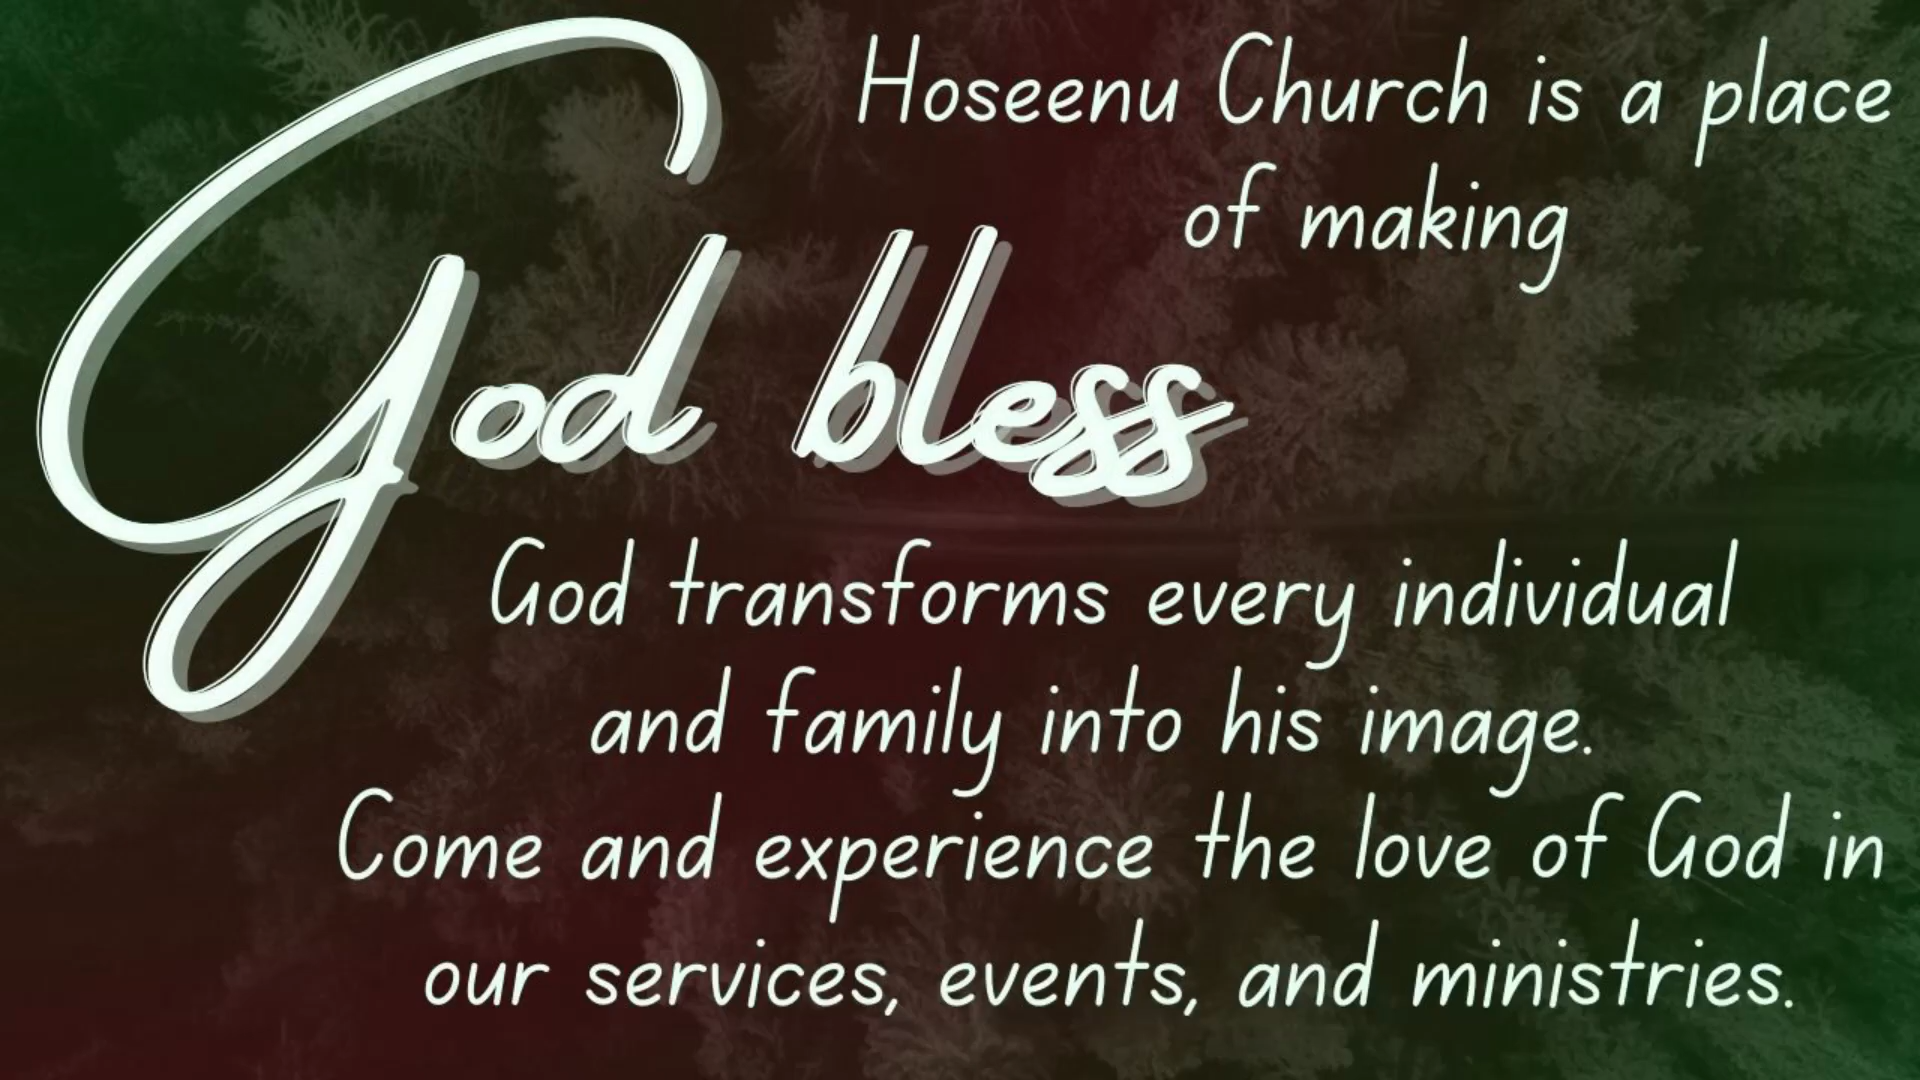 Hoseenu Church is a place
of making
God bless
God transforms every individual
and family into his image.
Come and experience the love of God in
our services, events, and ministries.